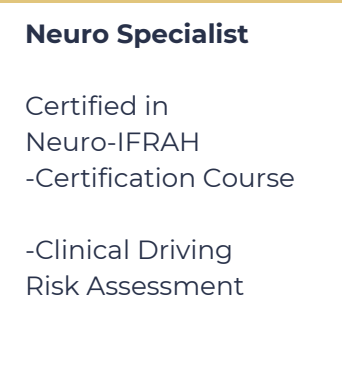 Neuro Specialist
Certified in
Neuro-IFRAH
-Certification Course
-Clinical Driving
Risk Assessment